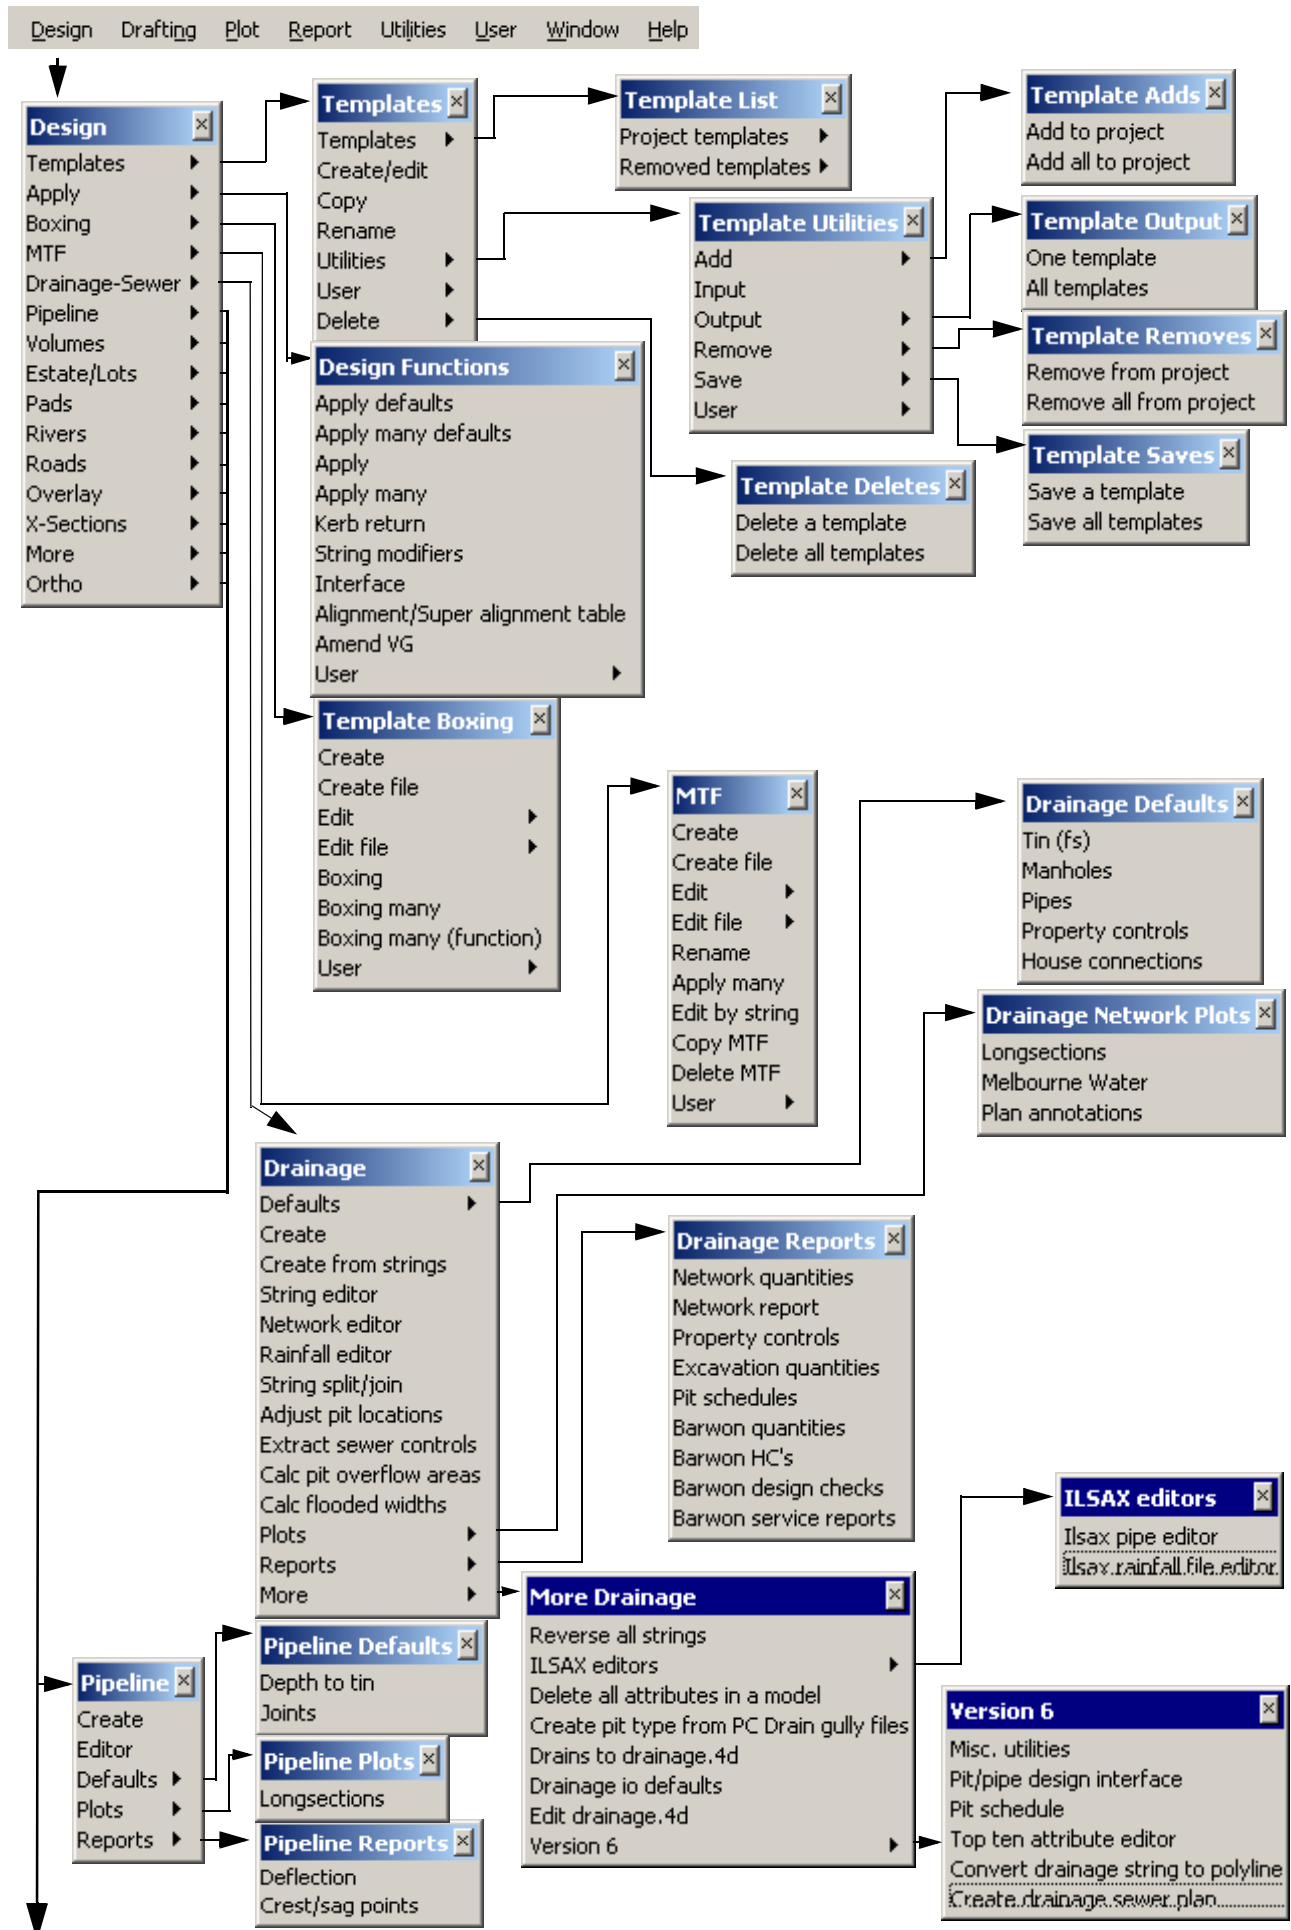 Design Drafting Plot Report Utilities User Window Help
Design
Templates
Apply
Boxing
MTF
Drainage-Sewer
Pipeline
Volumes
Estate/Lots
Pads
Rivers
Roads
Overlay
X-Sections
More
Ortho
Templates
Templates
Create/edit
Copy
Rename
Utilities
User
Delete
Template List
Project templates
Removed templates
Template Utilities
Add
Input
Output
Remove
Save
User
Template Adds
Add to project
Add all to project
Template Output
One template
All templates
Template Removes
Remove from project
Remove all from project
Template Saves
Save a template
Save all templates
Template Deletes
Delete a template
Delete all templates
Design Functions
Apply defaults
Apply many defaults
Apply
Apply many
Kerb return
String modifiers
Interface
Alignment/Super alignment table
Amend VG
User
Template Boxing
Create
Create file
Edit
Edit file
Boxing
Boxing many
Boxing many (function)
User
MTF
Create
Create file
Edit
Edit file
Rename
Apply many
Edit by string
Copy MTF
Delete MTF
User
Drainage Defaults
Tin (fs)
Manholes
Pipes
Property controls
House connections
Drainage Network Plots
Longsections
Melbourne Water
Plan annotations
Drainage
Defaults
Create
Create from strings
String editor
Network editor
Rainfall editor
String split/join
Adjust pit locations
Extract sewer controls
Calc pit overflow areas
Calc flooded widths
Plots
Reports
More
Drainage Reports
Network quantities
Network report
Property controls
Excavation quantities
Pit schedules
Barwon quantities
Barwon HC's
Barwon design checks
Barwon service reports
ILSAX editors
Ilsax pipe editor
Ilsax rainfall file editor
More Drainage
Reverse all strings
ILSAX editors
Delete all attributes in a model
Create pit type from PC Drain gully files
Drains to drainage.4d
Drainage io defaults
Edit drainage.4d
Version 6
Version 6
Misc. utilities
Pit/pipe design interface
Pit schedule
Top ten attribute editor
Convert drainage string to polyline
Create drainage sewer plan
Pipeline
Create
Editor
Defaults
Plots
Reports
Pipeline Defaults
Depth to tin
Joints
Pipeline Plots
Longsections
Pipeline Reports
Deflection
Crest/sag points